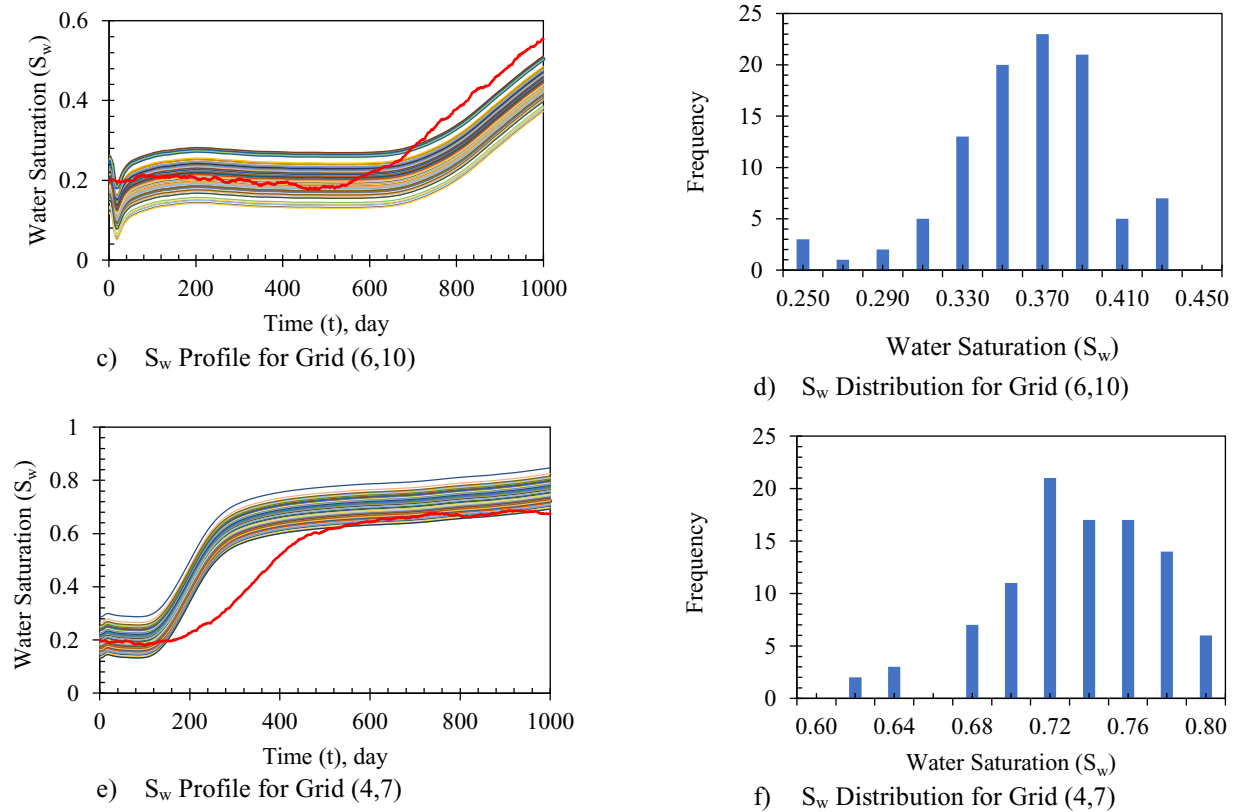 0.6
0.4
0.2
0
Water Saturation (Sw)
0 200 400 600 800 1000
Time (t), day
c) Sw Profile for Grid (6,10)
25
20
15
10
5
0
Frequency
0.250 0.290 0.330 0.370 0.410 0.450
Water Saturation (Sw)
d) Sw Distribution for Grid (6,10)
1
0.8
0.6
0.4
0.2
0
Water Saturation (Sw)
0 200 400 600 800 1000
Time (t), day
e) Sw Profile for Grid (4,7)
25
20
15
10
5
0
Frequency
0.60 0.64 0.68 0.72 0.76 0.80
Water Saturation (Sw)
f) Sw Distribution for Grid (4,7)